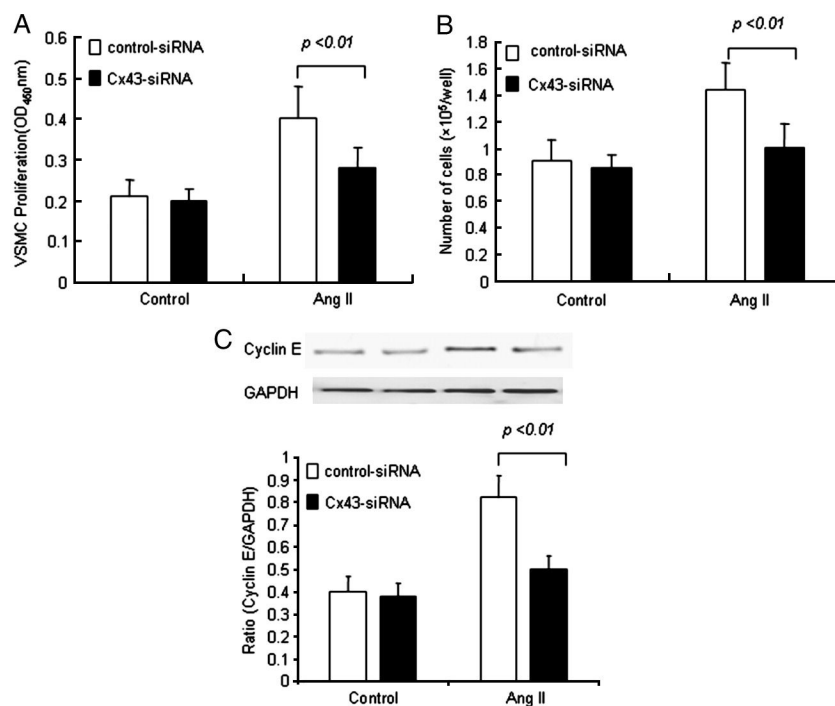 A
VSMC Proliferation(OD450nm)
control-siRNA
Cx43-siRNA
p <0.01
0.6
0.5
0.4
0.3
0.2
0.1
0
Control
Ang II
B
Number of cells (×10⁵/well)
control-siRNA
Cx43-siRNA
p <0.01
1.8
1.6
1.4
1.2
1
0.8
0.6
0.4
0.2
0
Control
Ang II
C
Cyclin E
GAPDH
Ratio (Cyclin E/GAPDH)
control-siRNA
Cx43-siRNA
p <0.01
1
0.9
0.8
0.7
0.6
0.5
0.4
0.3
0.2
0.1
0
Control
Ang II